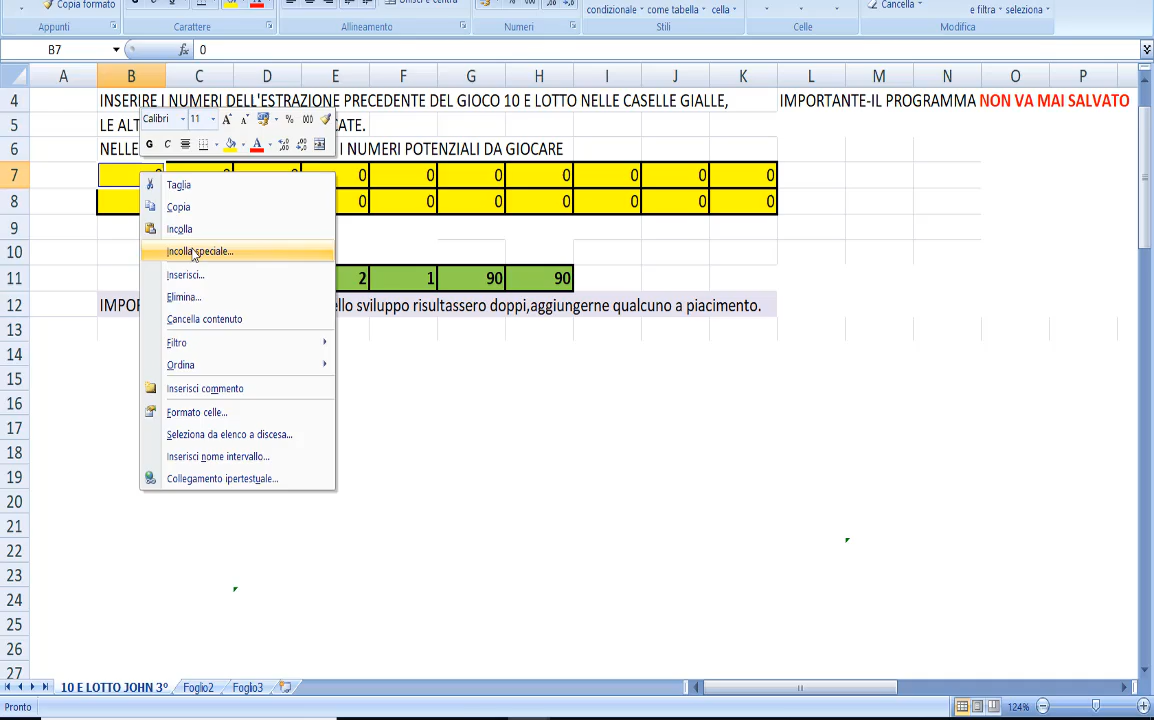 Copia formato
Unisci e centra
%
000
condizionale
come tabella
cella
Cancella
e filtra
seleziona
Appunti
Carattere
Allineamento
Numeri
Stili
Celle
Modifica
B7
fx
0
A B C D E F G H I J K L M N O P
4 INSERIRE I NUMERI DELL'ESTRAZIONE PRECEDENTE DEL GIOCO 10 E LOTTO NELLE CASELLE GIALLE, IMPORTANTE-IL PROGRAMMA NON VA MAI SALVATO
5 LE ALT CATE.
6 NELLE I NUMERI POTENZIALI DA GIOCARE
7 0 0 0 0 0 0 0
8 0 0 0 0 0 0 0
9
10
11 2 1 90 90
12 IMPOR ello sviluppo risultassero doppi,aggiungerne qualcuno a piacimento.
13
14
15
16
17
18
19
20
21
22
23
24
25
26
27
Calibri 11 A A % 000
G C A
Taglia
Copia
Incolla
Incolla speciale...
Inserisci...
Elimina...
Cancella contenuto
Filtro
Ordina
Inserisci commento
Formato celle...
Seleziona da elenco a discesa...
Inserisci nome intervallo...
Collegamento ipertestuale...
10 E LOTTO JOHN 3° Foglio2 Foglio3
Pronto
124%